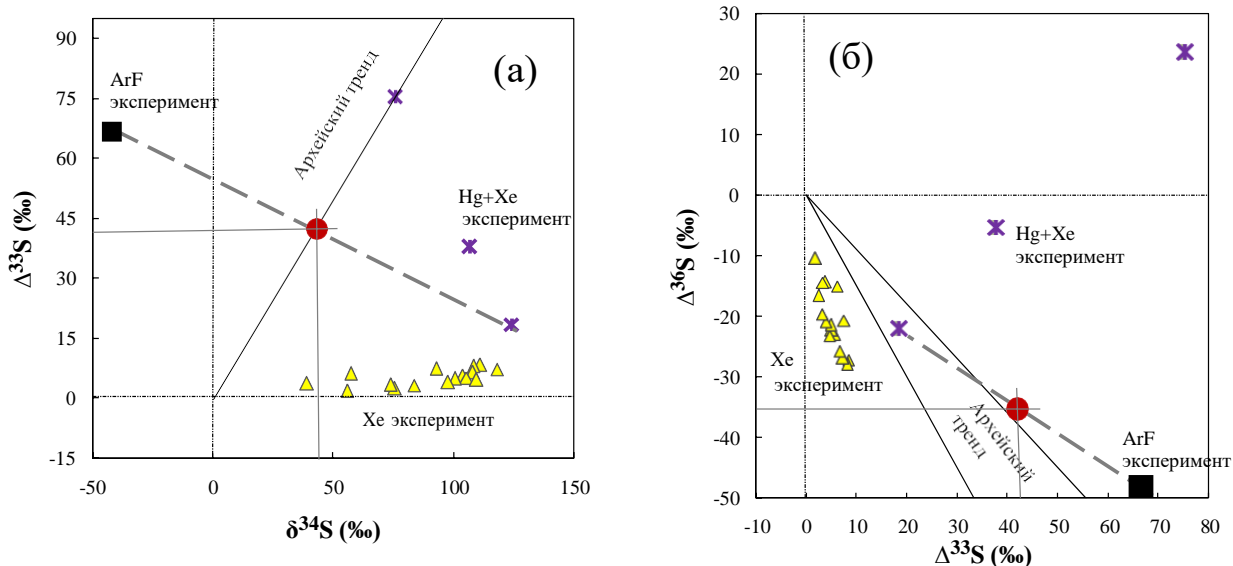 (а)
90
75
60
45
30
15
0
-15
-50
0
50
100
150
Δ³³S (‰)
δ³⁴S (‰)
ArF
эксперимент
Архейский тренд
Hg+Xe
эксперимент
Xe эксперимент
(б)
30
20
10
0
-10
-20
-30
-40
-50
-10
0
10
20
30
40
50
60
70
80
Δ³⁶S (‰)
Δ³³S (‰)
Hg+Xe
эксперимент
Xe
эксперимент
Архейский
тренд
ArF
эксперимент